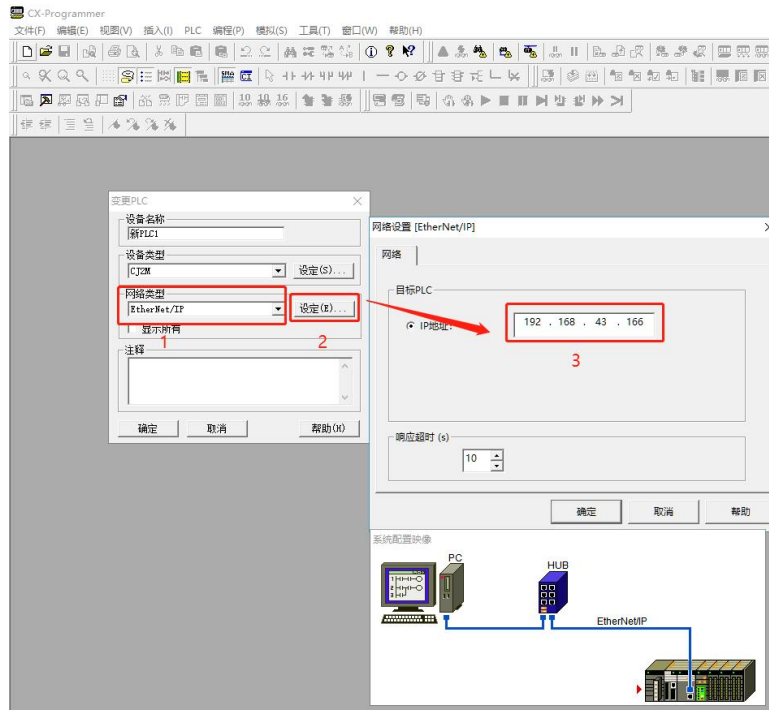 CX-Programmer
文件(F) 编辑(E) 视图(V) 插入(I) PLC 编程(P) 模拟(S) 工具(T) 窗口(W) 帮助(H)
10 10 16
变更PLC
设备名称
新PLC1
设备类型
CJ2M
设定(S)...
网络类型
EtherNet/IP
设定(E)...
显示所有
1
2
注释
确定
取消
帮助(H)
网络设置 [EtherNet/IP]
网络
目标PLC
IP地址:
192 . 168 . 43 . 166
3
响应超时 (s)
10
确定
取消
帮助
系统配置映像
PC
HUB
EtherNet/IP